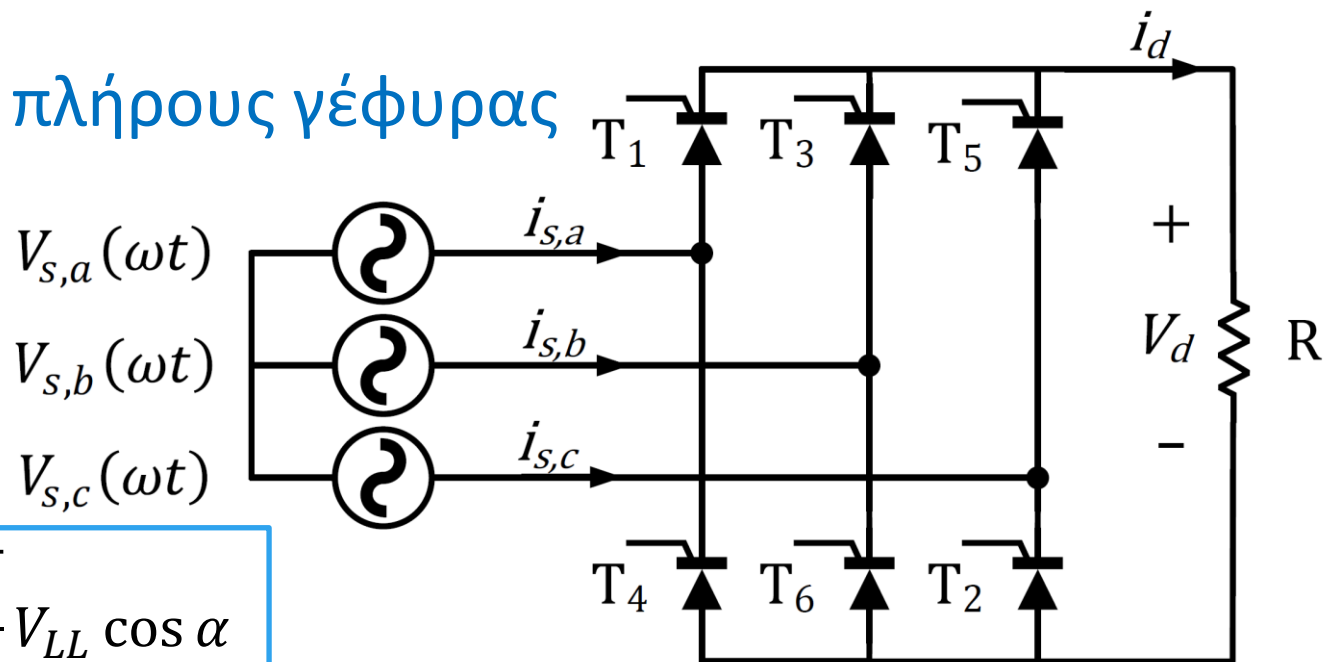 πλήρους γέφυρας
i_d
T_1 T_3 T_5
V_{s,a}(ωt) i_{s,a}
+
V_{s,b}(ωt) i_{s,b} V_d R
V_{s,c}(ωt) i_{s,c} −
T_4 T_6 T_2
V_{LL} cos α